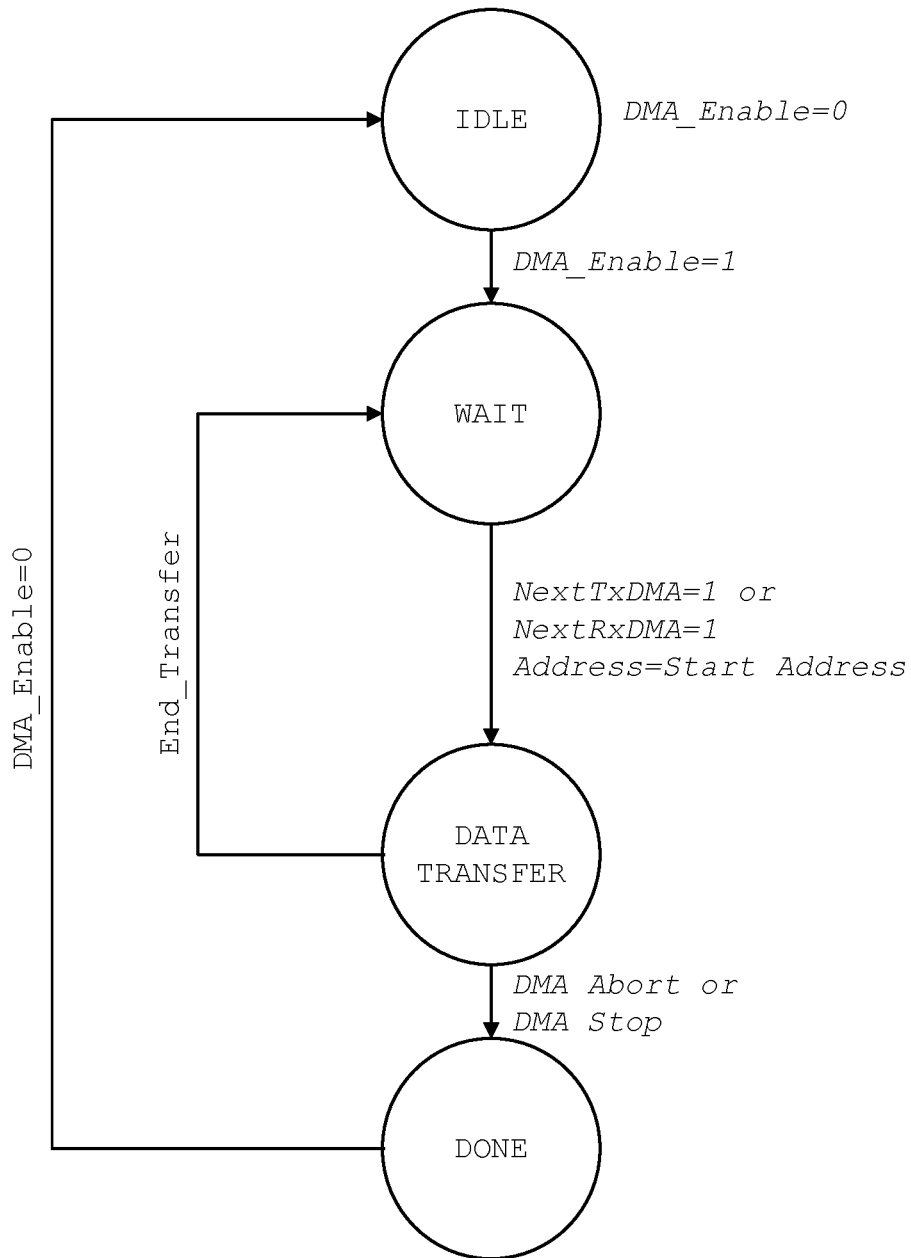 IDLE
DMA_Enable=0
DMA_Enable=1
WAIT
DMA_Enable=0
End_Transfer
NextTxDMA=1 or
NextRxDMA=1
Address=Start Address
DATA
TRANSFER
DMA Abort or
DMA Stop
DONE